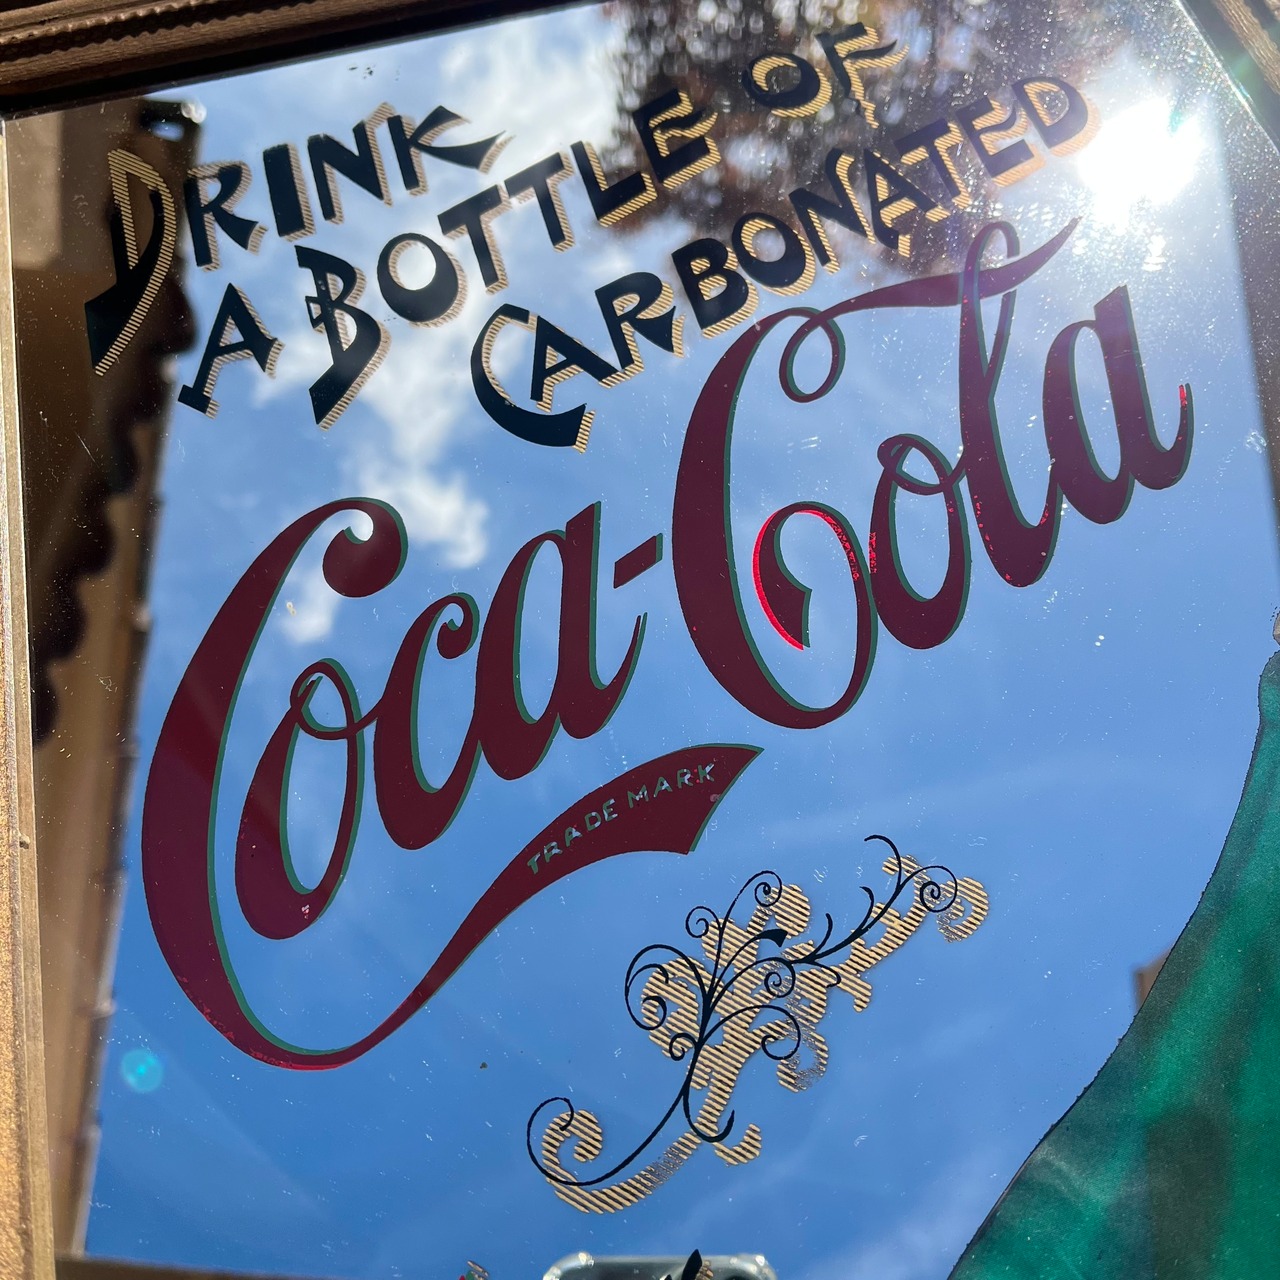 DRINK
A BOTTLE OF
CARBONATED
Coca-Cola
TRADE MARK